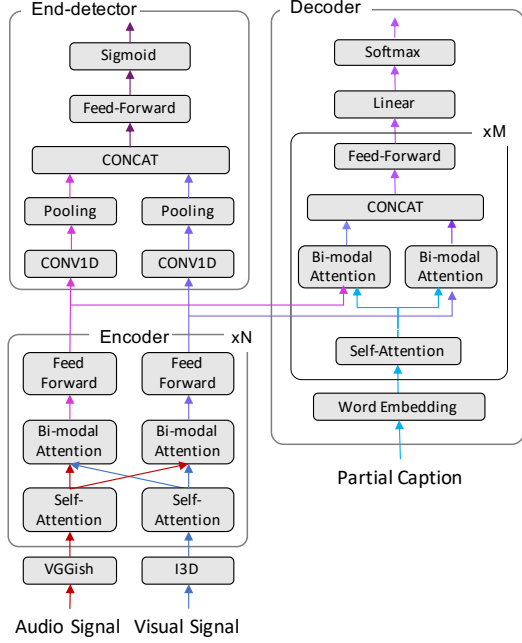 End-detector
Sigmoid
Feed-Forward
CONCAT
Pooling
Pooling
CONV1D
CONV1D
Encoder
xN
Feed
Forward
Feed
Forward
Bi-modal
Attention
Bi-modal
Attention
Self-
Attention
Self-
Attention
VGGish
I3D
Audio Signal
Visual Signal
Decoder
Softmax
Linear
xM
Feed-Forward
CONCAT
Bi-modal
Attention
Bi-modal
Attention
Self-Attention
Word Embedding
Partial Caption